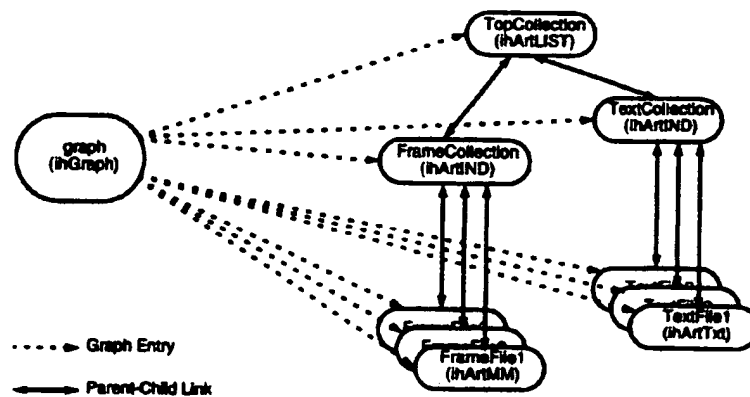 TopCollection
(ihArtLIST)
TextCollection
(ihArtIND)
graph
(ihGraph)
FrameCollection
(ihArtIND)
TextFile1
(ihArtTxt)
FrameFile1
(ihArtMM)
Graph Entry
Parent-Child Link